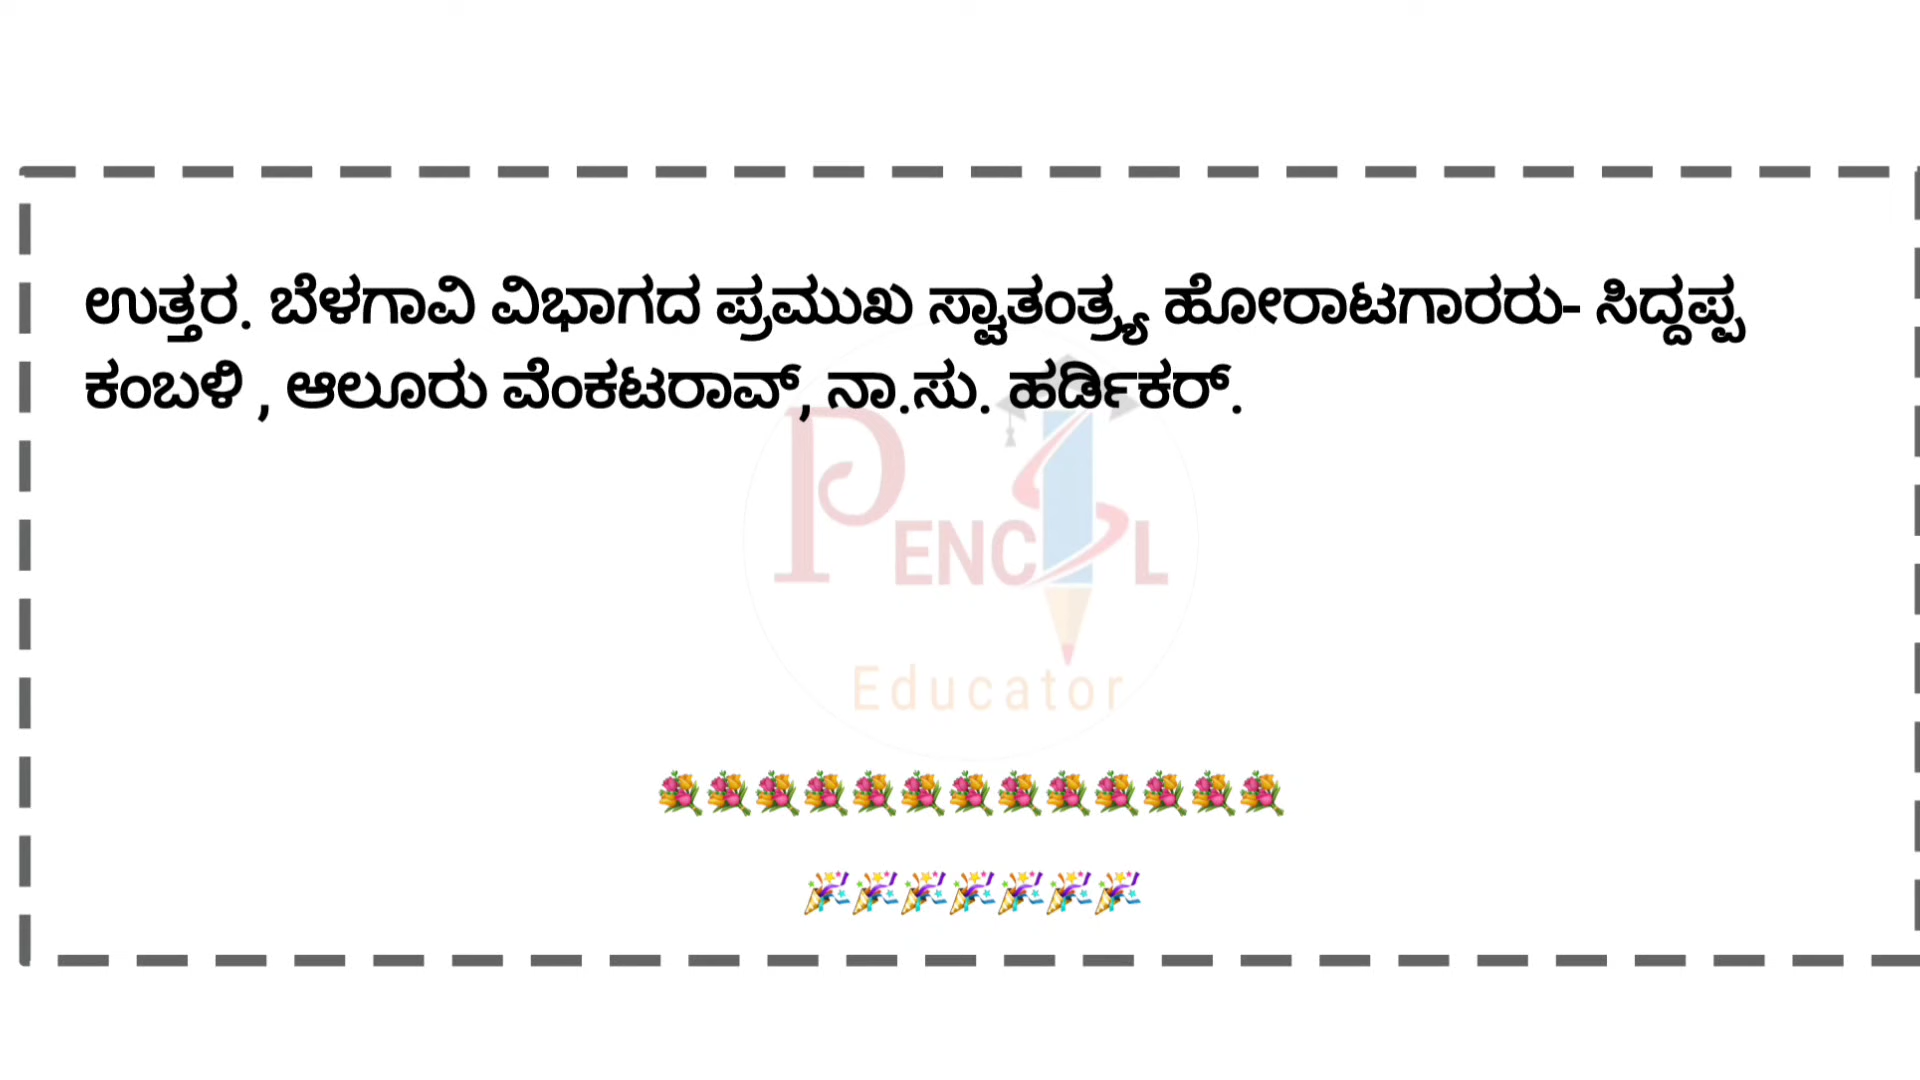 ಉತ್ತರ. ಬೆಳಗಾವಿ ವಿಭಾಗದ ಪ್ರಮುಖ ಸ್ವಾತಂತ್ರ್ಯ ಹೋರಾಟಗಾರರು- ಸಿದ್ದಪ್ಪ
ಕಂಬಳಿ , ಆಲೂರು ವೆಂಕಟರಾವ್, ನಾ.ಸು. ಹರ್ಡಿಕರ್.
PENCIL
Educator